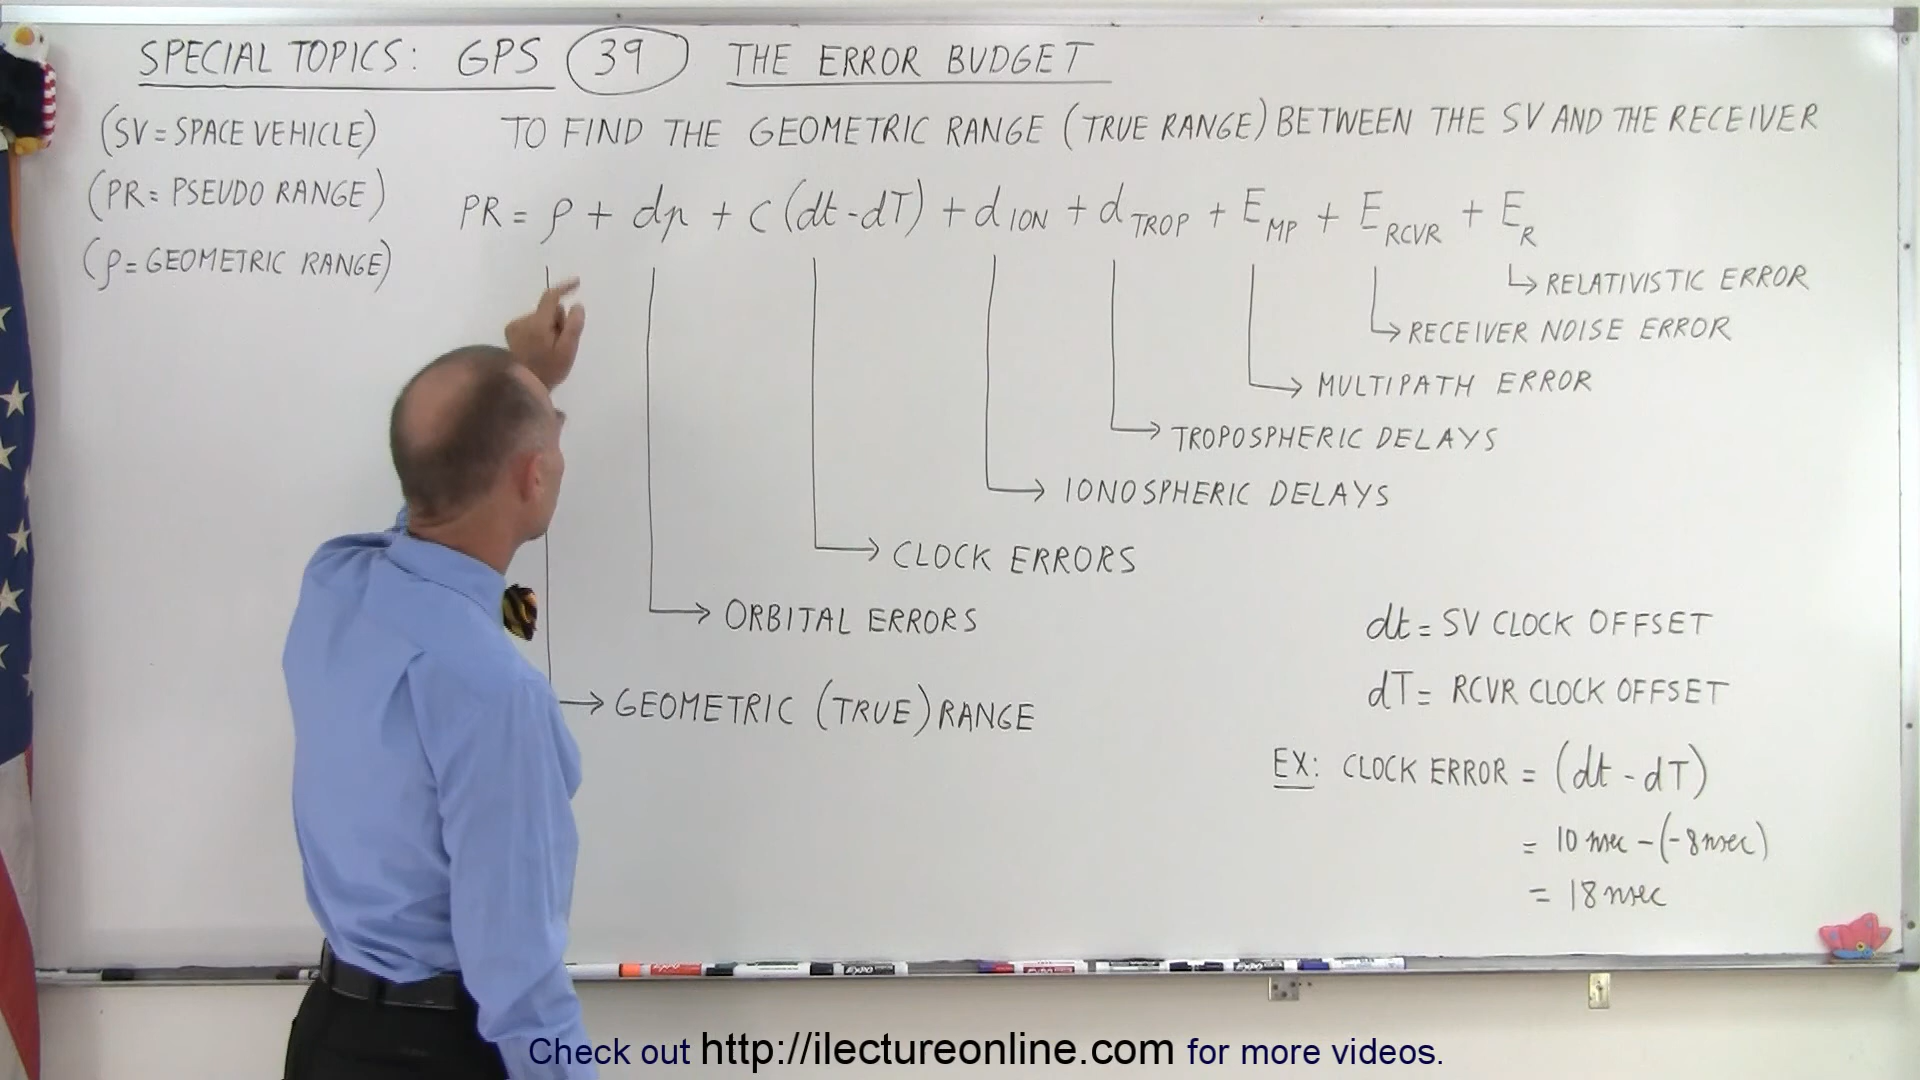 SPECIAL TOPICS: GPS 39 THE ERROR BUDGET
(SV = SPACE VEHICLE)
(PR = PSEUDO RANGE)
(ρ = GEOMETRIC RANGE)
TO FIND THE GEOMETRIC RANGE (TRUE RANGE) BETWEEN THE SV AND THE RECEIVER
PR = ρ + dρ + c (dt - dT) + d ION + d TROP + E MP + E RCVR + E R
RELATIVISTIC ERROR
RECEIVER NOISE ERROR
MULTIPATH ERROR
TROPOSPHERIC DELAYS
IONOSPHERIC DELAYS
CLOCK ERRORS
ORBITAL ERRORS
GEOMETRIC (TRUE) RANGE
dt = SV CLOCK OFFSET
dT = RCVR CLOCK OFFSET
EX: CLOCK ERROR = (dt - dT)
= 10 nsec - (-8 nsec)
= 18 nsec
Check out http://ilectureonline.com for more videos.